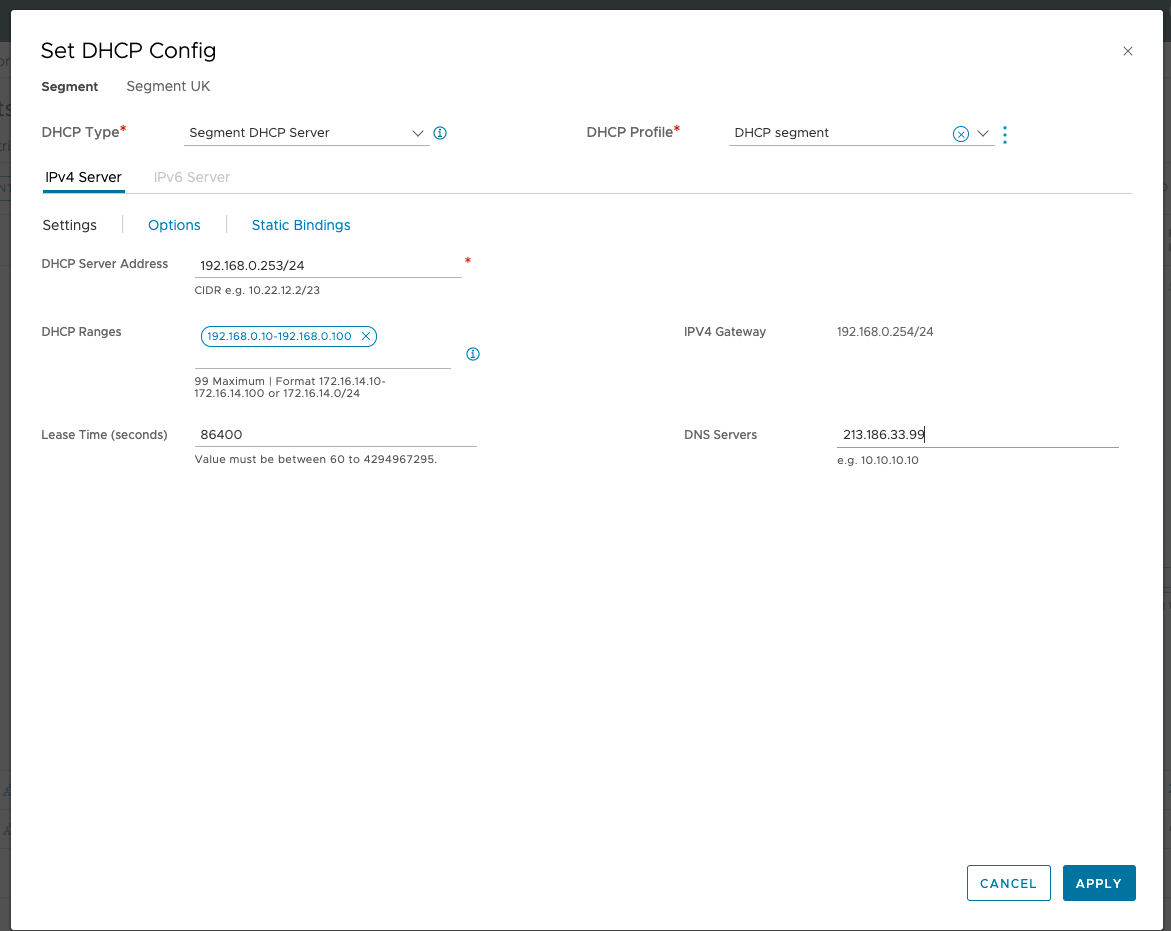 Set DHCP Config
Segment Segment UK
DHCP Type* Segment DHCP Server DHCP Profile* DHCP segment
IPv4 Server IPv6 Server
Settings Options Static Bindings
DHCP Server Address 192.168.0.253/24 *
CIDR e.g. 10.22.12.2/23
DHCP Ranges 192.168.0.10-192.168.0.100 IPV4 Gateway 192.168.0.254/24
99 Maximum | Format 172.16.14.10-
172.16.14.100 or 172.16.14.0/24
Lease Time (seconds) 86400 DNS Servers 213.186.33.99
Value must be between 60 to 4294967295. e.g. 10.10.10.10
CANCEL APPLY